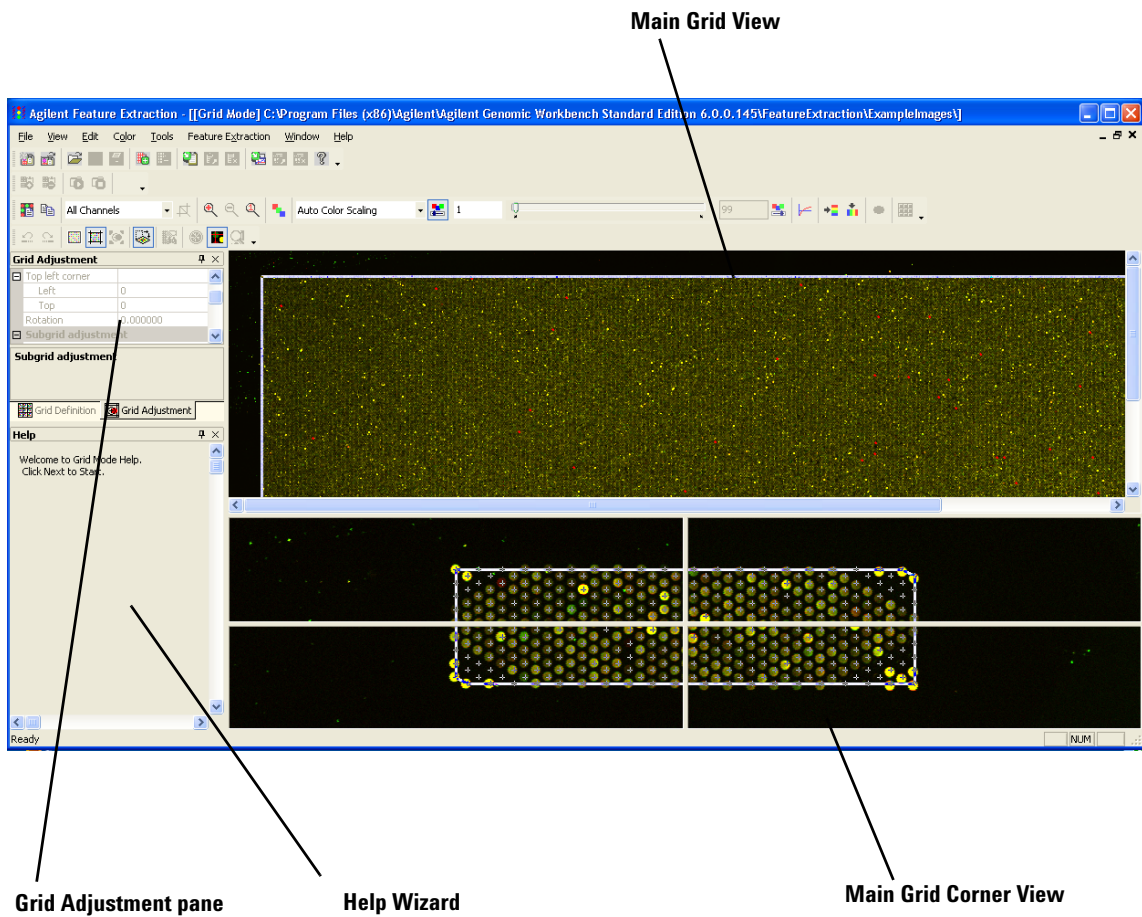 Main Grid View
Agilent Feature Extraction - [[Grid Mode] C:\Program Files (x86)\Agilent\Agilent Genomic Workbench Standard Edition 6.0.0.145\FeatureExtraction\ExampleImages\]
File View Edit Color Tools Feature Extraction Window Help
All Channels Auto Color Scaling 1 99
Grid Adjustment
Top left corner
Left 0
Top 0
Rotation 0.000000
Subgrid adjustment
Subgrid adjustment
Grid Definition Grid Adjustment
Help
Welcome to Grid Mode Help.
Click Next to Start.
Ready NUM
Grid Adjustment pane
Help Wizard
Main Grid Corner View